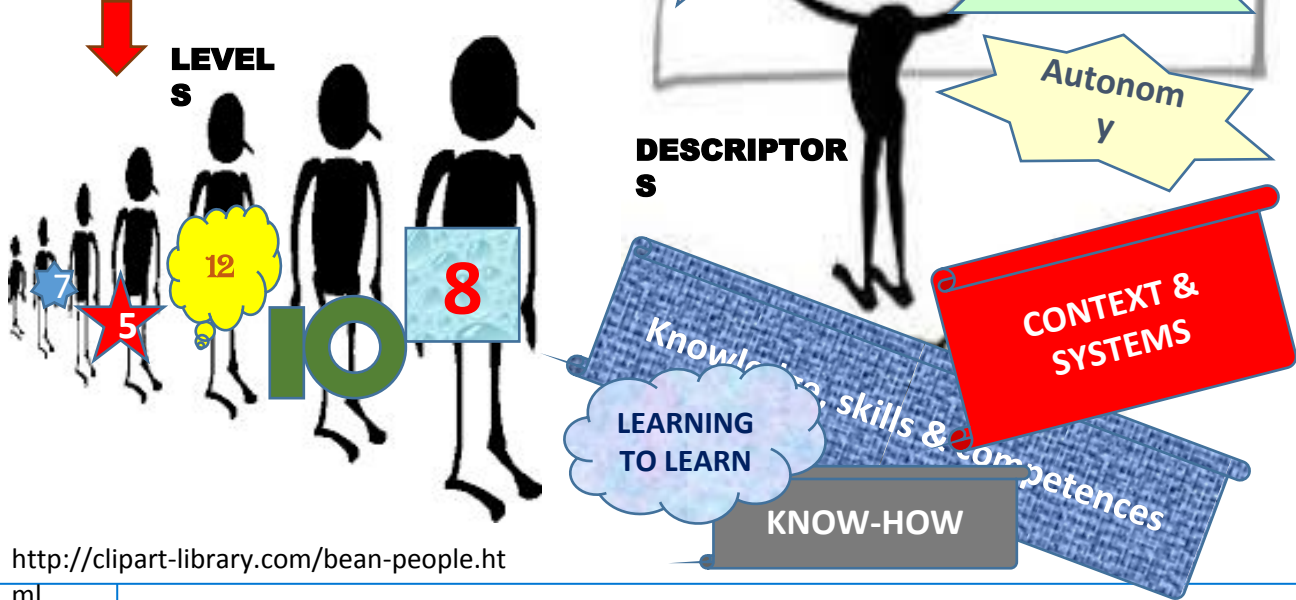 LEVEL
S
7
5
12
10
8
Autonom
y
DESCRIPTOR
S
CONTEXT &
SYSTEMS
Knowledge, skills & competences
LEARNING
TO LEARN
KNOW-HOW
http://clipart-library.com/bean-people.ht
ml